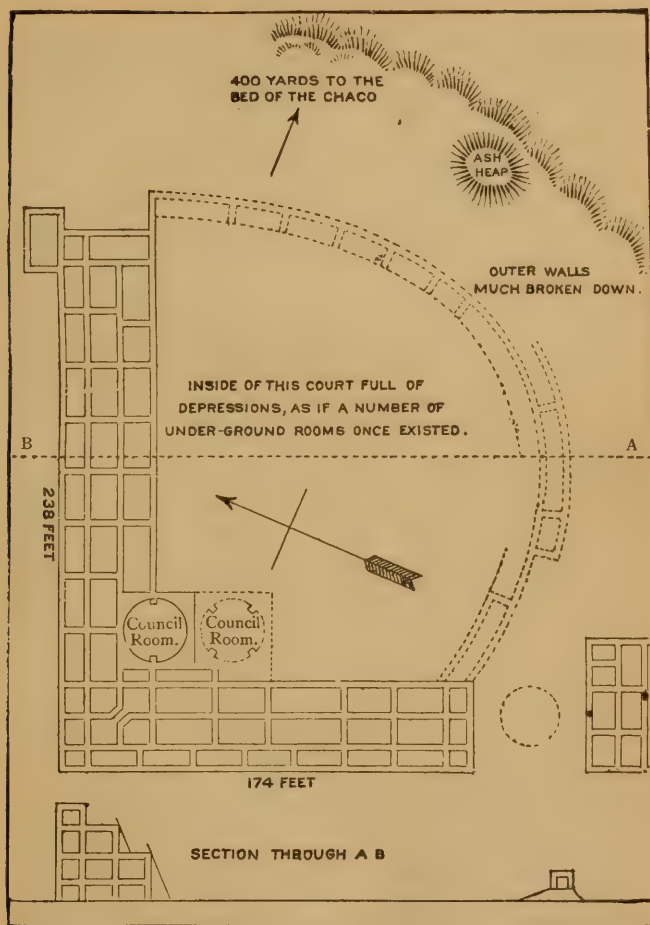 400 YARDS TO THE
BED OF THE CHACO
ASH
HEAP
OUTER WALLS
MUCH BROKEN DOWN.
INSIDE OF THIS COURT FULL OF
DEPRESSIONS, AS IF A NUMBER OF
UNDER-GROUND ROOMS ONCE EXISTED.
B
A
238 FEET
Council
Room.
Council
Room.
174 FEET
SECTION THROUGH A B